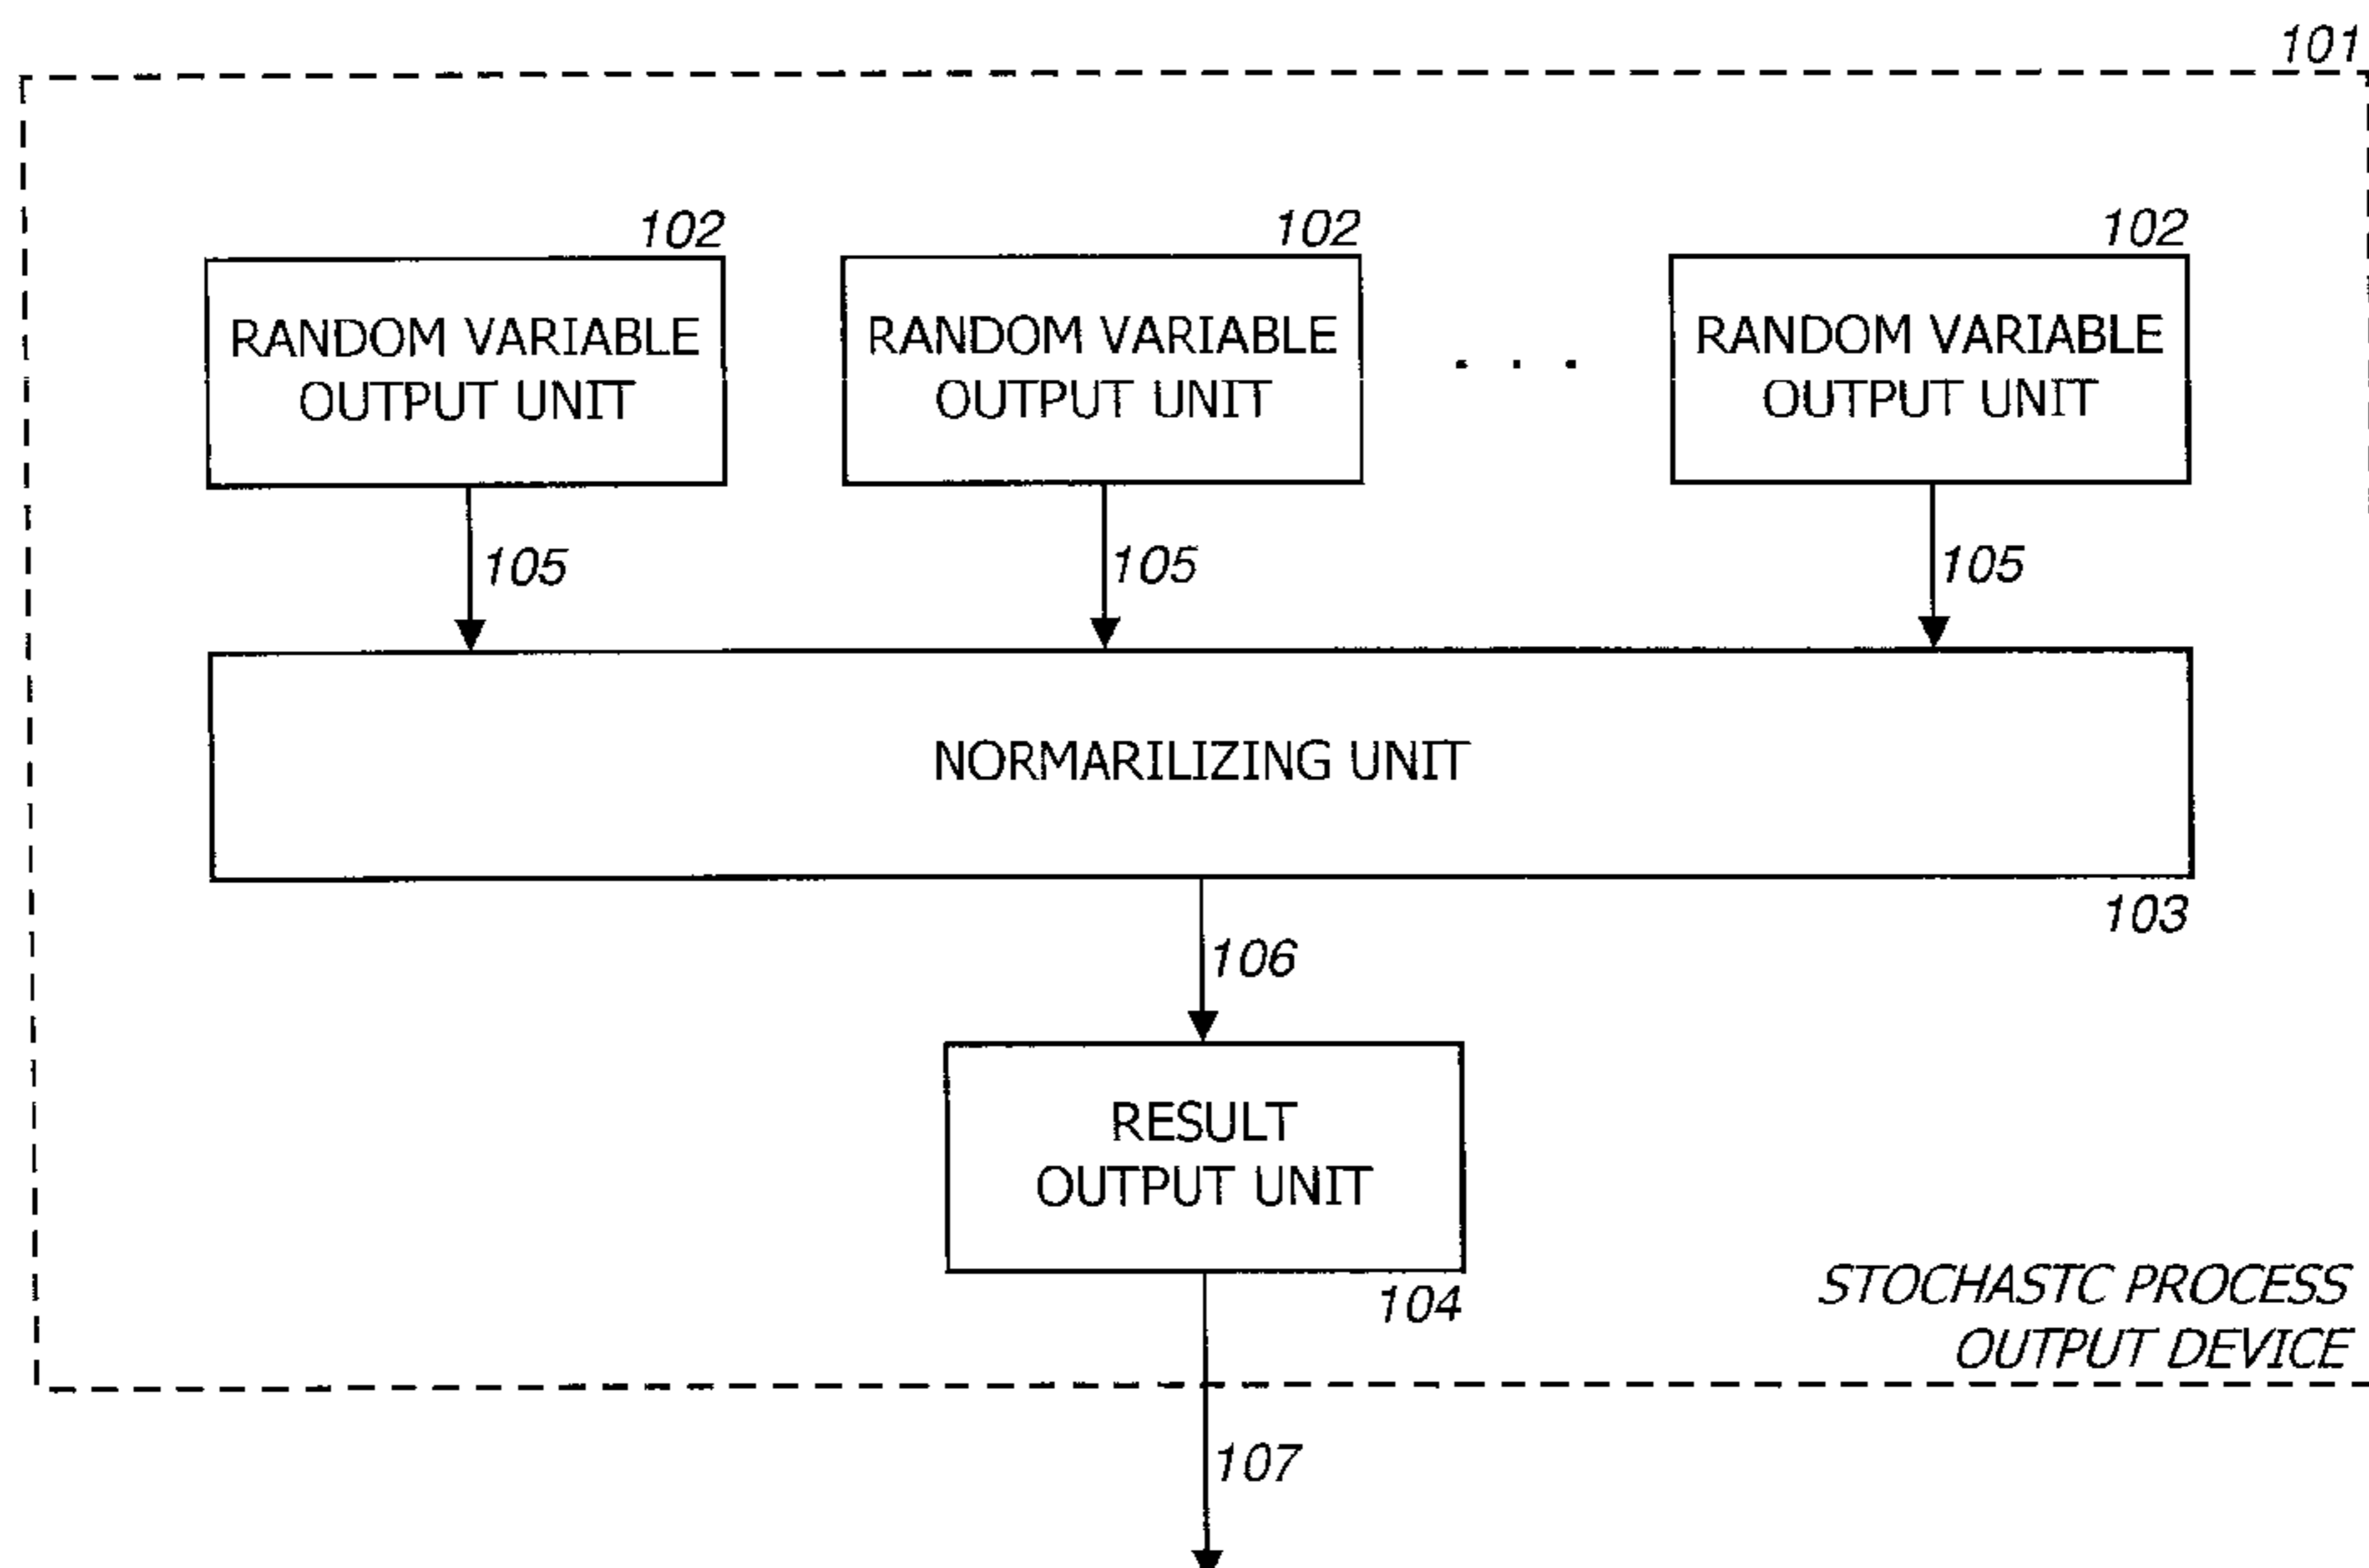 101
102
102
102
RANDOM VARIABLE
OUTPUT UNIT
RANDOM VARIABLE
OUTPUT UNIT
. . .
RANDOM VARIABLE
OUTPUT UNIT
105
105
105
NORMARILIZING UNIT
103
106
RESULT
OUTPUT UNIT
104
STOCHASTC PROCESS
OUTPUT DEVICE
107